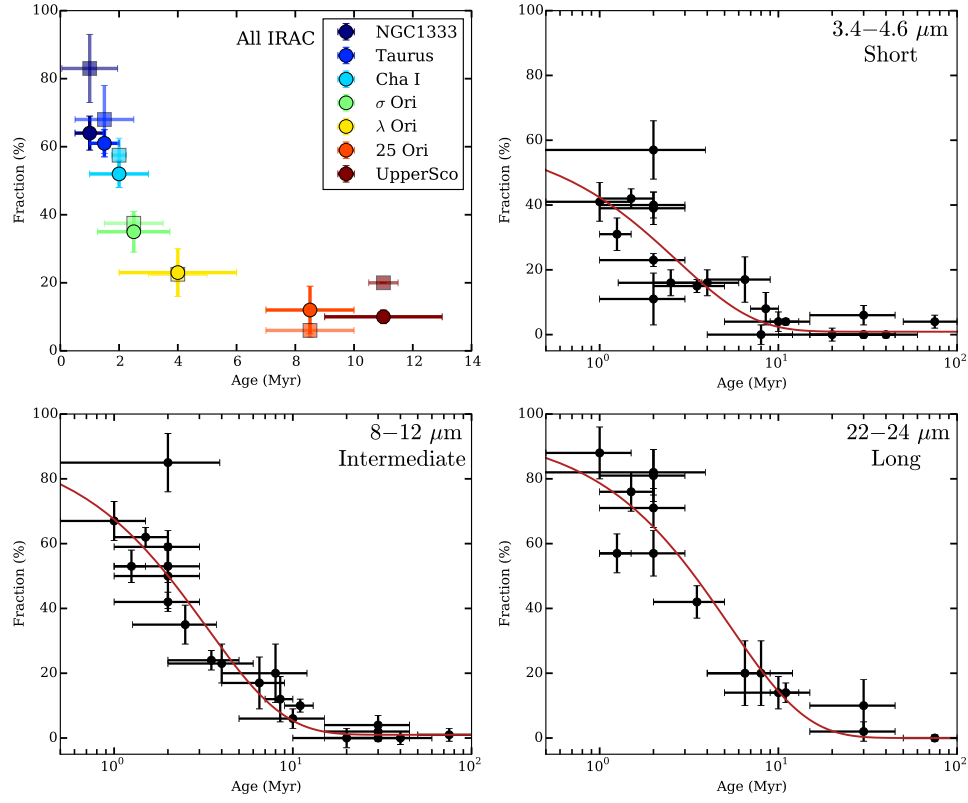 All IRAC
NGC1333
Taurus
Cha I
σ Ori
λ Ori
25 Ori
UpperSco
Fraction (%)
100
80
60
40
20
0
0 2 4 6 8 10 12 14
Age (Myr)
3.4−4.6 μm
Short
Fraction (%)
100
80
60
40
20
0
10⁰ 10¹ 10²
Age (Myr)
8−12 μm
Intermediate
Fraction (%)
100
80
60
40
20
0
10⁰ 10¹ 10²
Age (Myr)
22−24 μm
Long
Fraction (%)
100
80
60
40
20
0
10⁰ 10¹ 10²
Age (Myr)